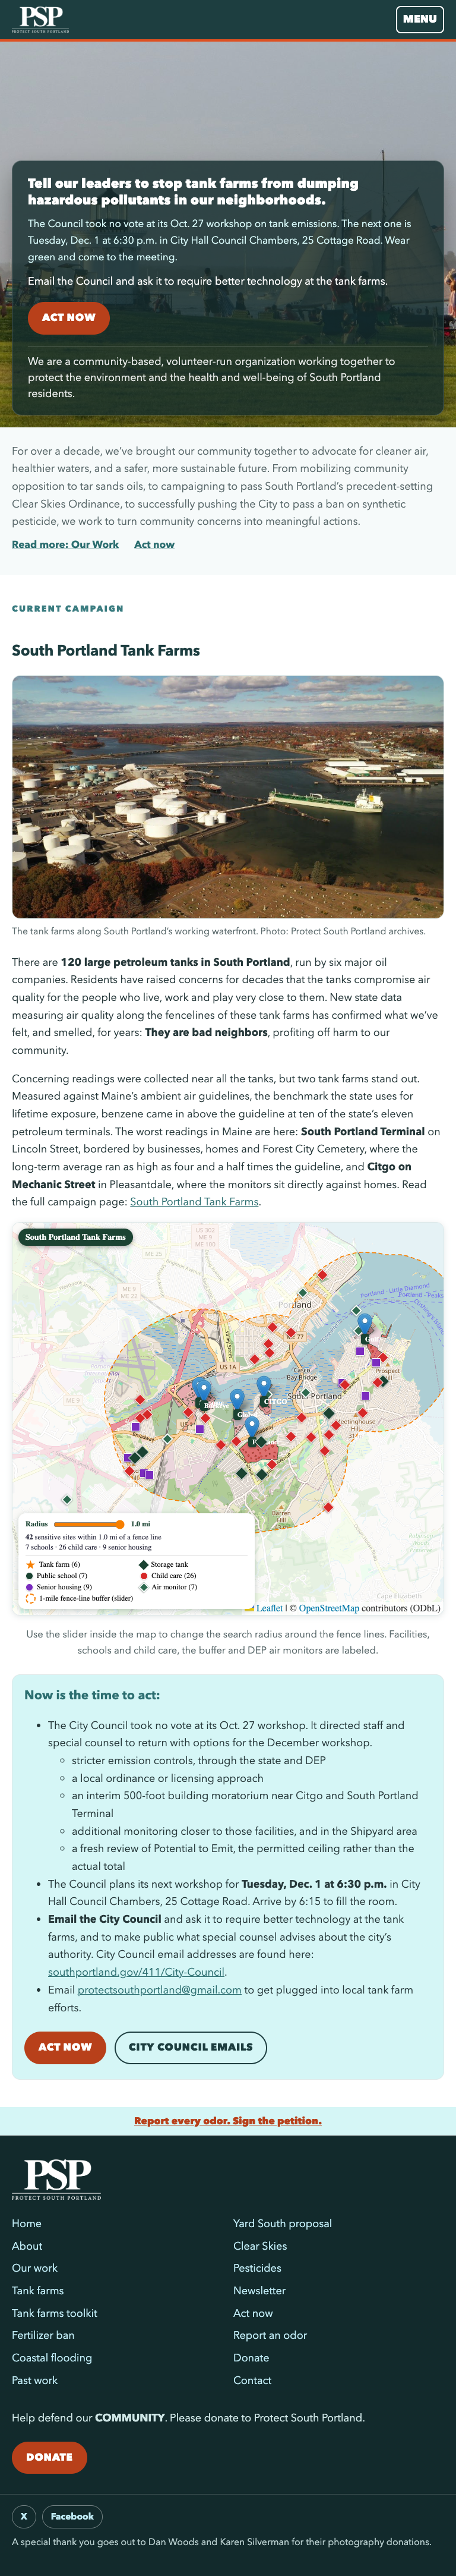 PSP
PROTECT SOUTH PORTLAND
MENU
Tell our leaders to stop tank farms from dumping
hazardous pollutants in our neighborhoods.
The Council took no vote at its Oct. 27 workshop on tank emissions. The next one is
Tuesday, Dec. 1 at 6:30 p.m. in City Hall Council Chambers, 25 Cottage Road. Wear
green and come to the meeting.
Email the Council and ask it to require better technology at the tank farms.
ACT NOW
We are a community-based, volunteer-run organization working together to
protect the environment and the health and well-being of South Portland
residents.
For over a decade, we've brought our community together to advocate for cleaner air,
healthier waters, and a safer, more sustainable future. From mobilizing community
opposition to tar sands oils, to campaigning to pass South Portland's precedent-setting
Clear Skies Ordinance, to successfully pushing the City to pass a ban on synthetic
pesticide, we work to turn community concerns into meaningful actions.
Read more: Our Work Act now
CURRENT CAMPAIGN
South Portland Tank Farms
The tank farms along South Portland's working waterfront. Photo: Protect South Portland archives.
There are 120 large petroleum tanks in South Portland, run by six major oil
companies. Residents have raised concerns for decades that the tanks compromise air
quality for the people who live, work and play very close to them. New state data
measuring air quality along the fencelines of these tank farms has confirmed what we've
felt, and smelled, for years: They are bad neighbors, profiting off harm to our
community.
Concerning readings were collected near all the tanks, but two tank farms stand out.
Measured against Maine's ambient air guidelines, the benchmark the state uses for
lifetime exposure, benzene came in above the guideline at ten of the state's eleven
petroleum terminals. The worst readings in Maine are here: South Portland Terminal on
Lincoln Street, bordered by businesses, homes and Forest City Cemetery, where the
long-average reading ran as high as four and a half times the guideline, and Citgo on
Mechanic Street in Pleasantdale, where the monitors sit directly against homes. Read
the full campaign page: South Portland Tank Farms.
South Portland Tank Farms
US 302
ME 9
ME 100
ME 25
ME 9
ME 22
Portland
US 1A
ME 77
Casco
Bay Bridge
South Portland
CITGO
Prospect
Meetinghouse
Hill
Barren
Hill
Cape Elizabeth
Radius 1.0 mi
42 sensitive sites within 1.0 mi of a fence line
7 schools · 26 child care · 9 senior housing
Tank farm (6) Storage tank
Public school (7) Child care (26)
Senior housing (9) Air monitor (7)
1-mile fence-line buffer (slider)
Leaflet | © OpenStreetMap contributors (ODbL)
Use the slider inside the map to change the search radius around the fence lines. Facilities,
schools and child care, the buffer and DEP air monitors are labeled.
Now is the time to act:
• The City Council took no vote at its Oct. 27 workshop. It directed staff and
special counsel to return with options for the December workshop.
◦ stricter emission controls, through the state and DEP
◦ a local ordinance or licensing approach
◦ an interim 500-foot building moratorium near Citgo and South Portland
Terminal
◦ additional monitoring closer to those facilities, and in the Shipyard area
◦ a fresh review of Potential to Emit, the permitted ceiling rather than the
actual total
• The Council plans its next workshop for Tuesday, Dec. 1 at 6:30 p.m. in City
Hall Council Chambers, 25 Cottage Road. Arrive by 6:15 to fill the room.
• Email the City Council and ask it to require better technology at the tank
farms, and to make public what special counsel advises about the city's
authority. City Council email addresses are found here:
southportland.gov/411/City-Council.
• Email protectsouthportland@gmail.com to get plugged into local tank farm
efforts.
ACT NOW CITY COUNCIL EMAILS
Report every odor. Sign the petition.
PSP
PROTECT SOUTH PORTLAND
Home
About
Our work
Tank farms
Tank farms toolkit
Fertilizer ban
Coastal flooding
Past work
Yard South proposal
Clear Skies
Pesticides
Newsletter
Act now
Report an odor
Donate
Contact
Help defend our COMMUNITY. Please donate to Protect South Portland.
DONATE
X Facebook
A special thank you goes out to Dan Woods and Karen Silverman for their photography donations.